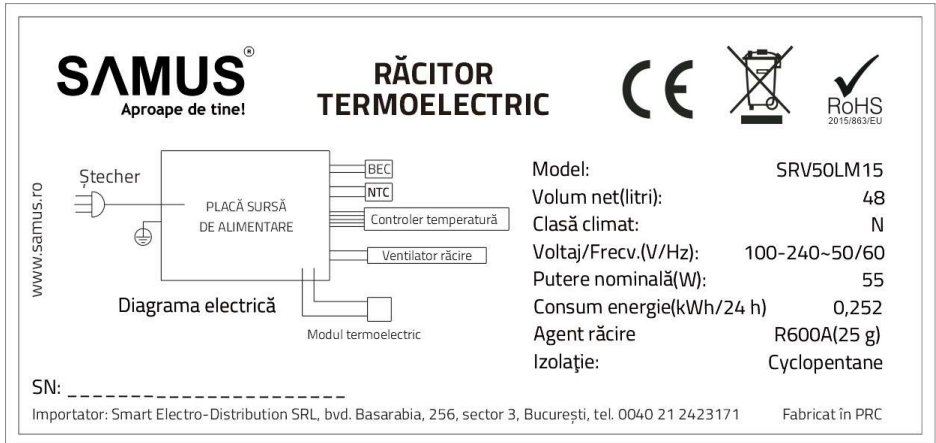 SAMUS®
Aproape de tine!
RĂCITOR
TERMOELECTRIC
CE
RoHS
2015/863/EU
www.samus.ro
Ștecher
PLACĂ SURSĂ
DE ALIMENTARE
BEC
NTC
Controler temperatură
Ventilator răcire
Modul termoelectric
Diagrama electrică
Model: SRV50LM15
Volum net(litri): 48
Clasă climat: N
Voltaj/Frecv.(V/Hz): 100-240~50/60
Putere nominală(W): 55
Consum energie(kWh/24 h) 0,252
Agent răcire R600A(25 g)
Izolaţie: Cyclopentane
SN: _ _ _ _ _ _ _ _ _ _ _ _ _ _ _ _ _ _ _ _ _
Importator: Smart Electro-Distribution SRL, bvd. Basarabia, 256, sector 3, București, tel. 0040 21 2423171 Fabricat în PRC